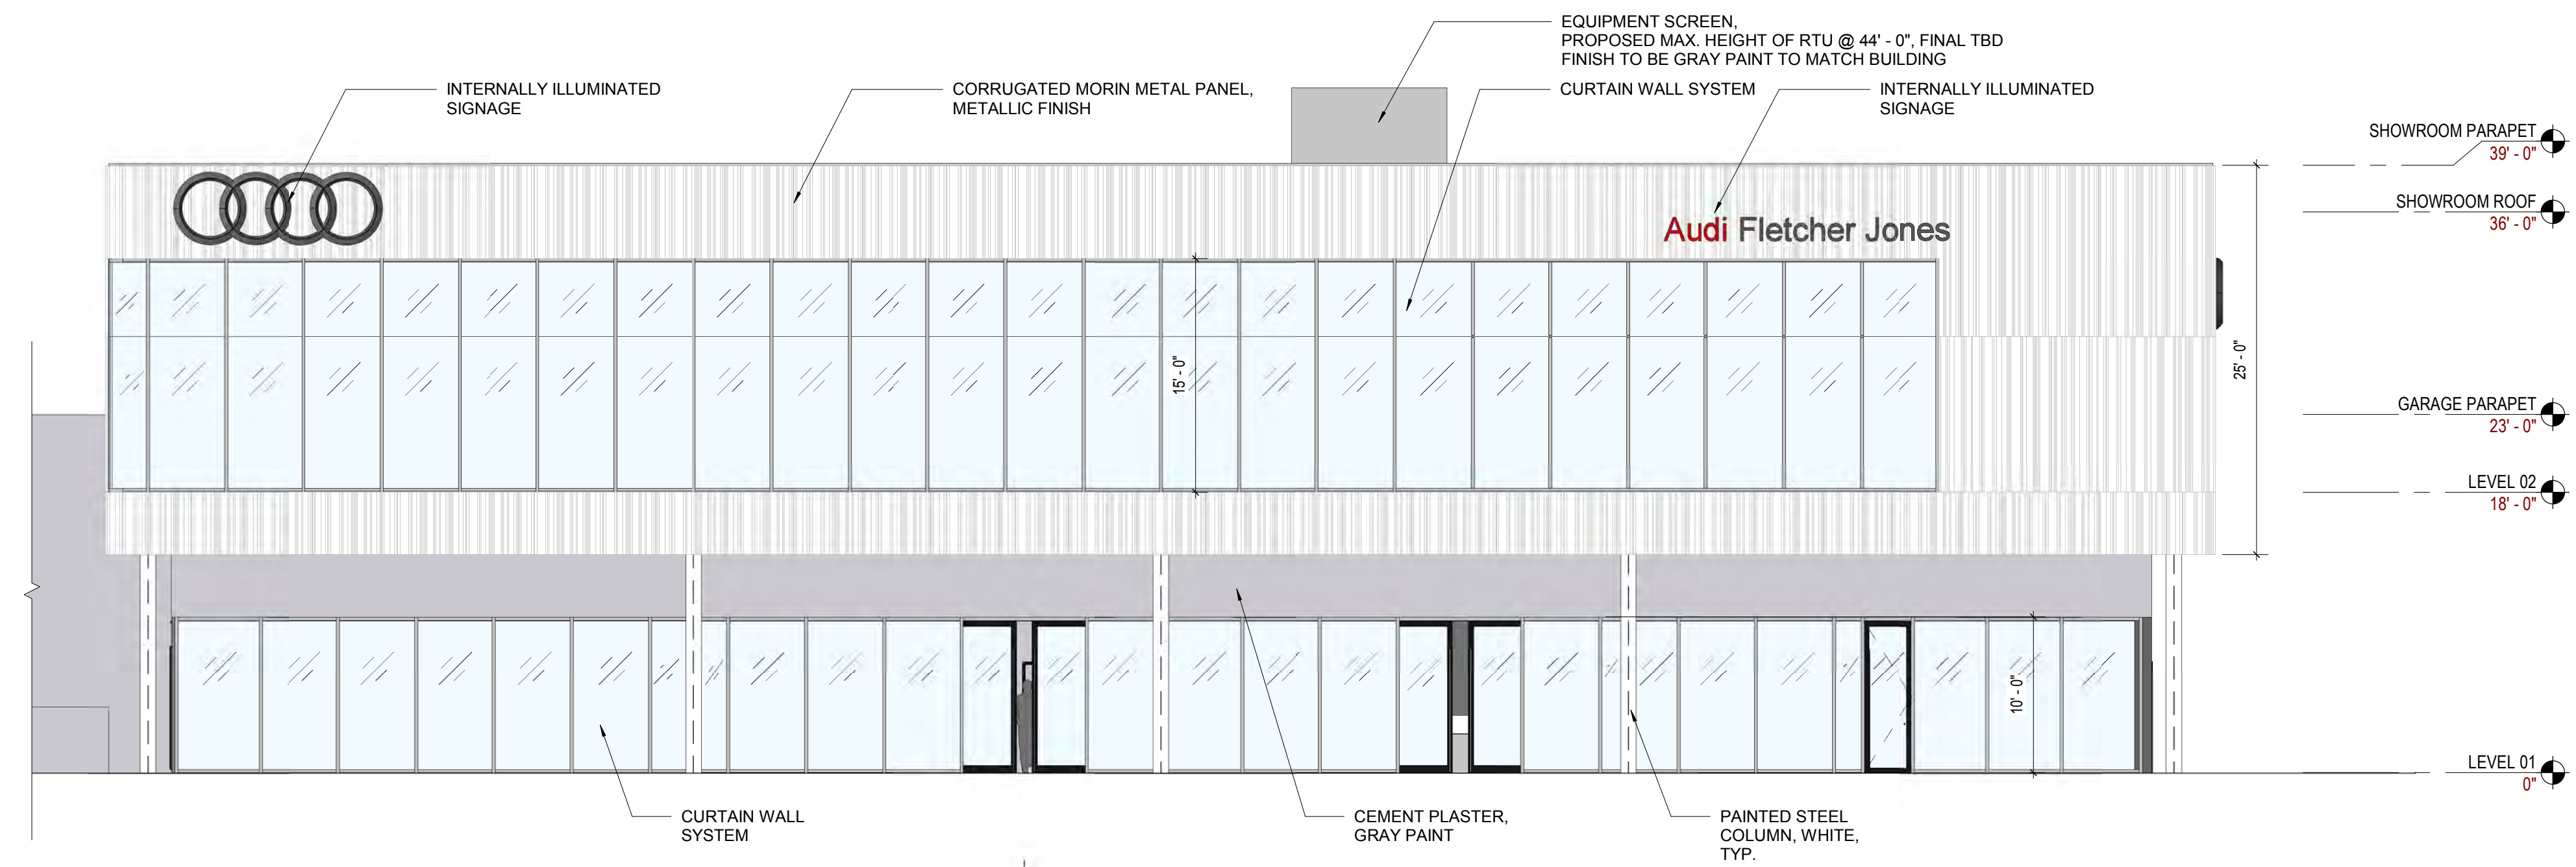 EQUIPMENT SCREEN,
PROPOSED MAX. HEIGHT OF RTU @ 44' - 0", FINAL TBD
FINISH TO BE GRAY PAINT TO MATCH BUILDING
INTERNALLY ILLUMINATED
SIGNAGE
CORRUGATED MORIN METAL PANEL,
METALLIC FINISH
CURTAIN WALL SYSTEM
INTERNALLY ILLUMINATED
SIGNAGE
SHOWROOM PARAPET
39' - 0"
SHOWROOM ROOF
36' - 0"
Audi Fletcher Jones
15' - 0"
25' - 0"
GARAGE PARAPET
23' - 0"
LEVEL 02
18' - 0"
10' - 0"
LEVEL 01
0"
CURTAIN WALL
SYSTEM
CEMENT PLASTER,
GRAY PAINT
PAINTED STEEL
COLUMN, WHITE,
TYP.